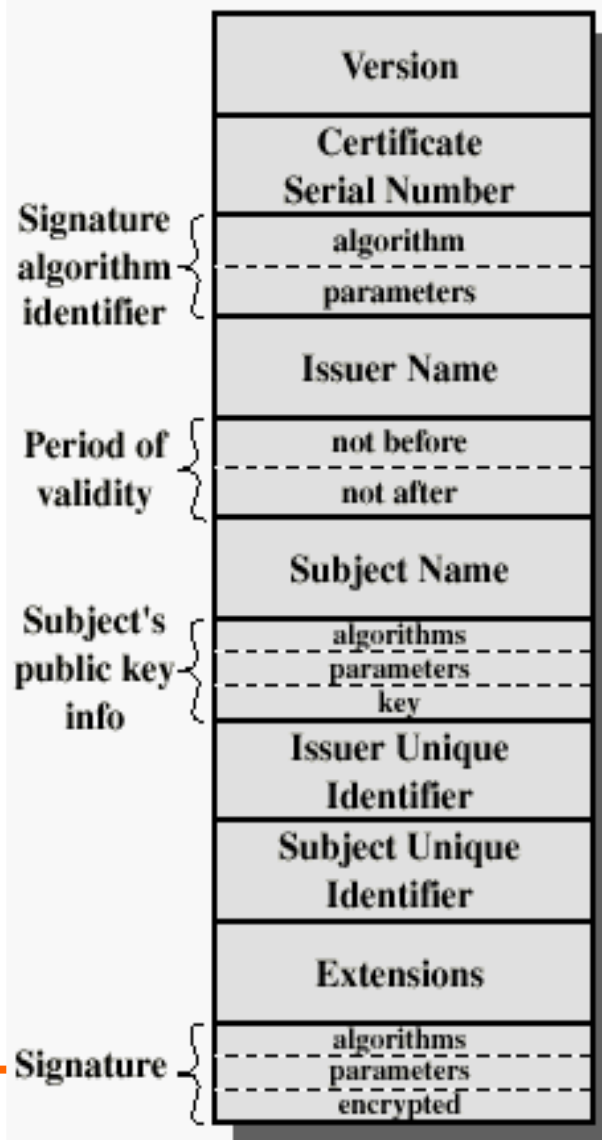 Version
Certificate
Serial Number
Signature
algorithm
identifier
algorithm
parameters
Issuer Name
Period of
validity
not before
not after
Subject Name
Subject's
public key
info
algorithms
parameters
key
Issuer Unique
Identifier
Subject Unique
Identifier
Extensions
Signature
algorithms
parameters
encrypted